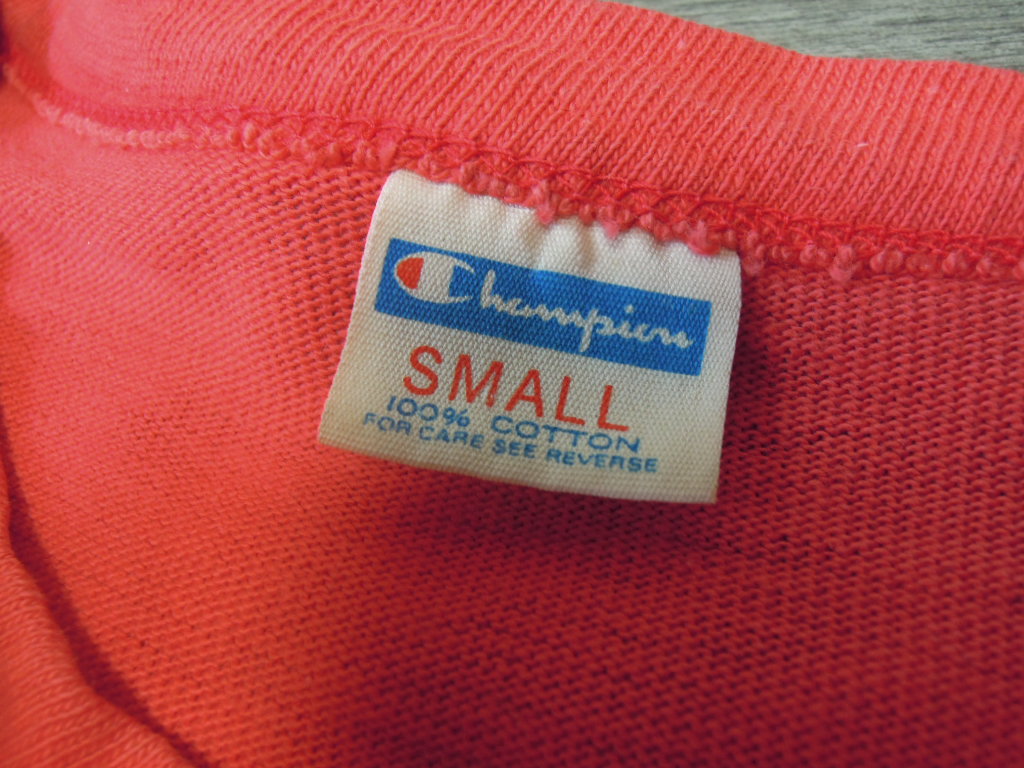 Champion
SMALL
100% COTTON
FOR CARE SEE REVERSE